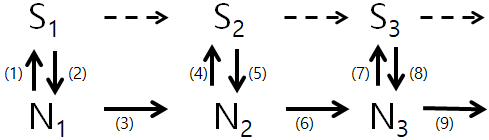 S1 S2 S3
(1) (2) (4) (5) (7) (8)
N1 N2 N3
(3) (6) (9)